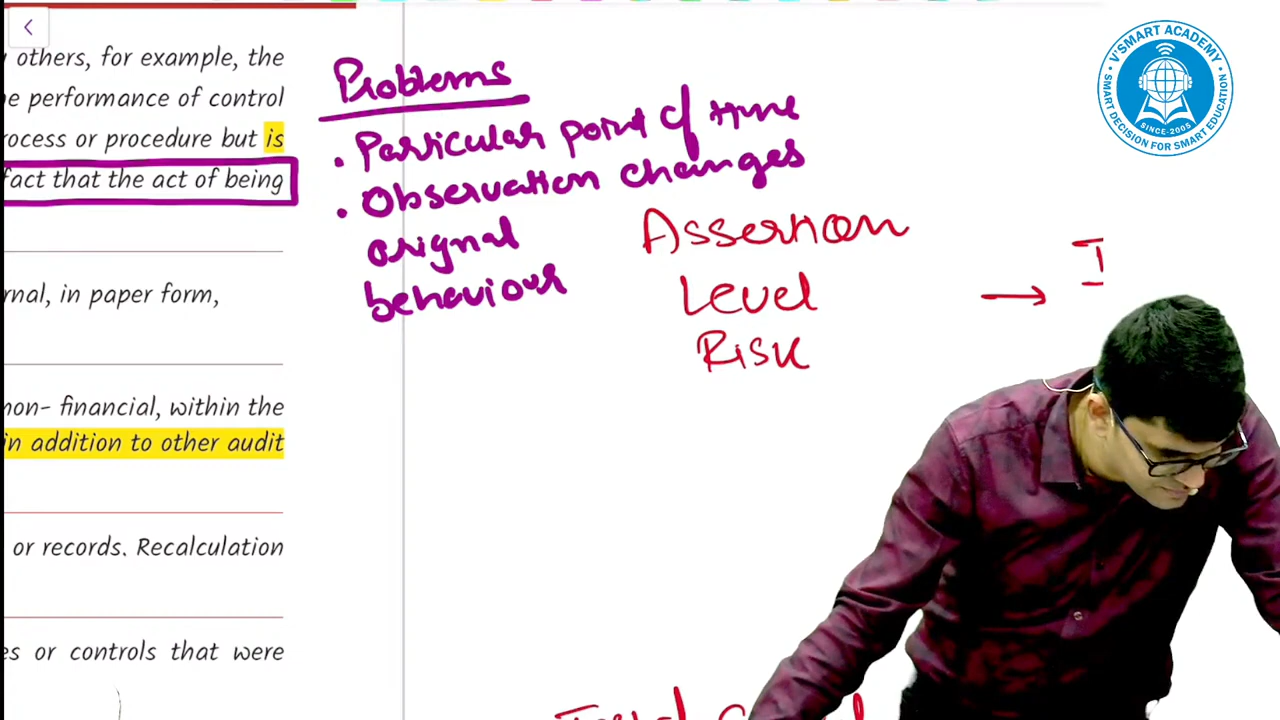 others, for example, the
e performance of control
rocess or procedure but is
fact that the act of being
rnal, in paper form,
non- financial, within the
in addition to other audit
or records. Recalculation
es or controls that were
Problems
• Particular point of time
• Observation changes
orignal
behaviour
Assertion
Level
Risk
→ I
V'SMART ACADEMY
SINCE-2005
SMART DECISION FOR SMART EDUCATION